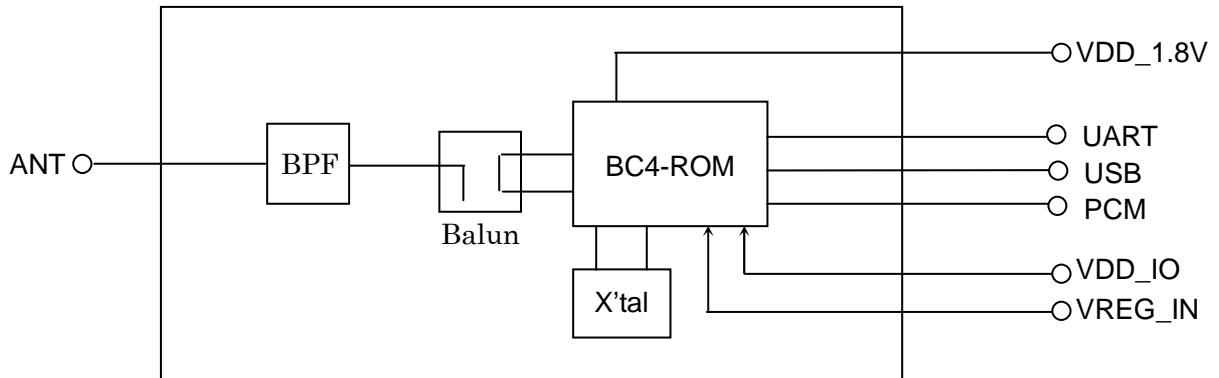 VDD_1.8V
ANT
BPF
Balun
BC4-ROM
UART
USB
PCM
X'tal
VDD_IO
VREG_IN